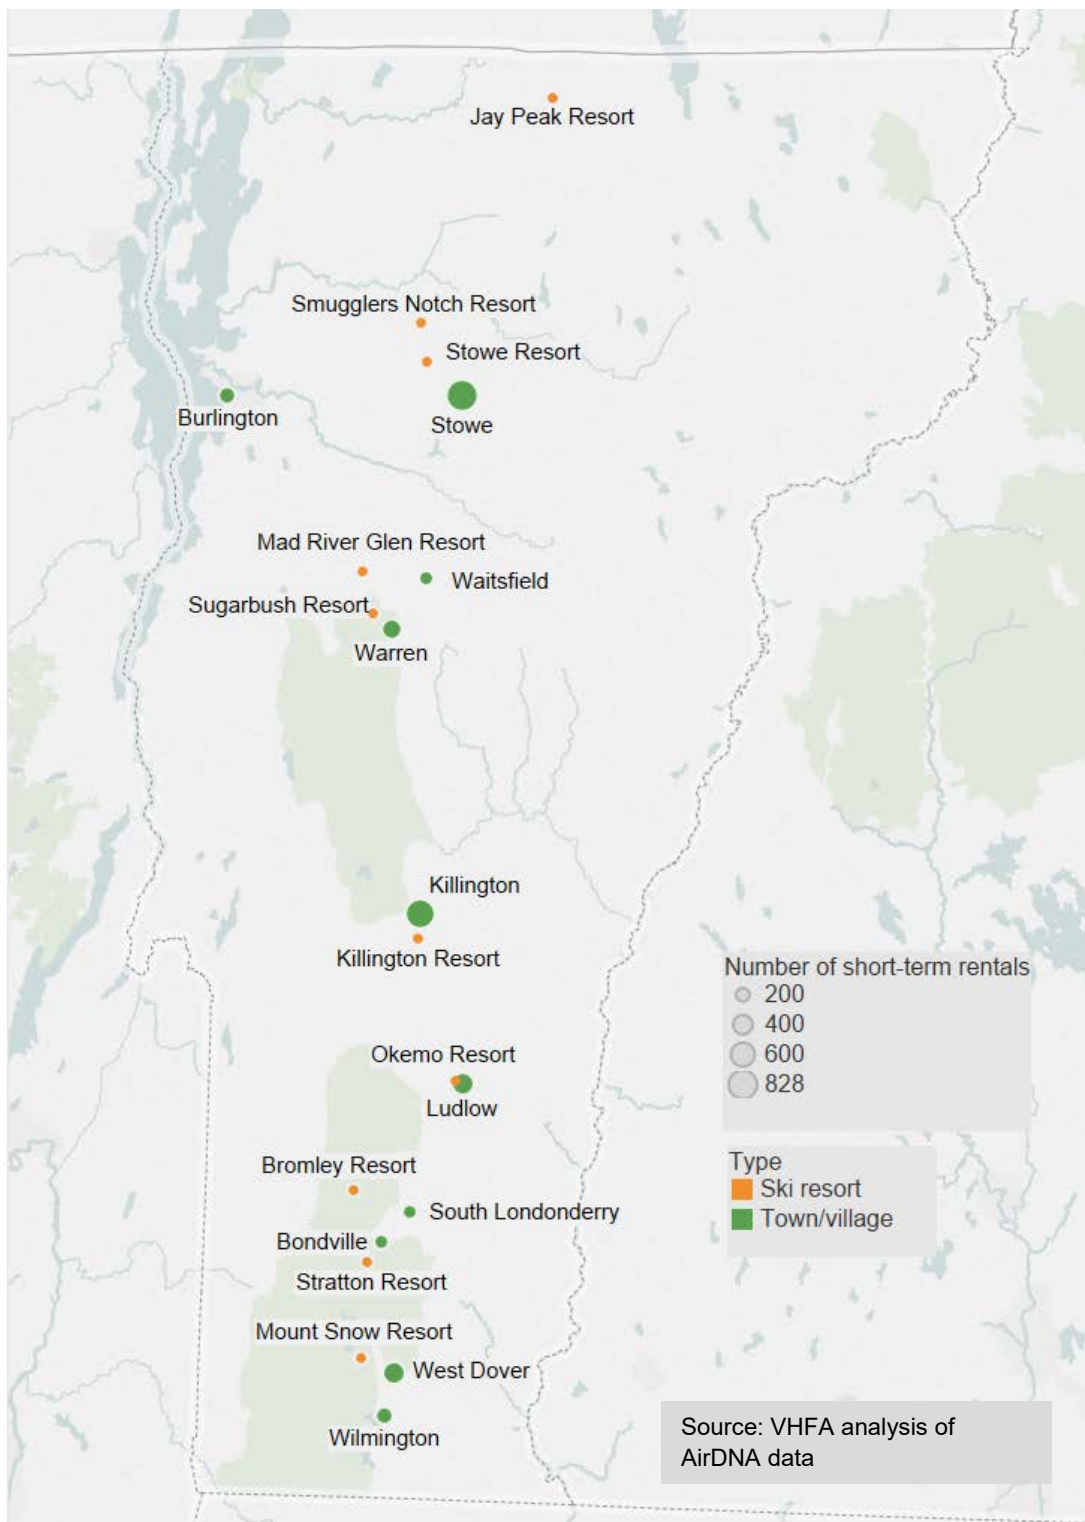 Jay Peak Resort
Smugglers Notch Resort
Stowe Resort
Burlington
Stowe
Mad River Glen Resort
Waitsfield
Sugarbush Resort
Warren
Killington
Killington Resort
Number of short-term rentals
200
400
600
828
Okemo Resort
Ludlow
Bromley Resort
South Londonderry
Bondville
Stratton Resort
Type
Ski resort
Town/village
Mount Snow Resort
West Dover
Wilmington
Source: VHFA analysis of
AirDNA data